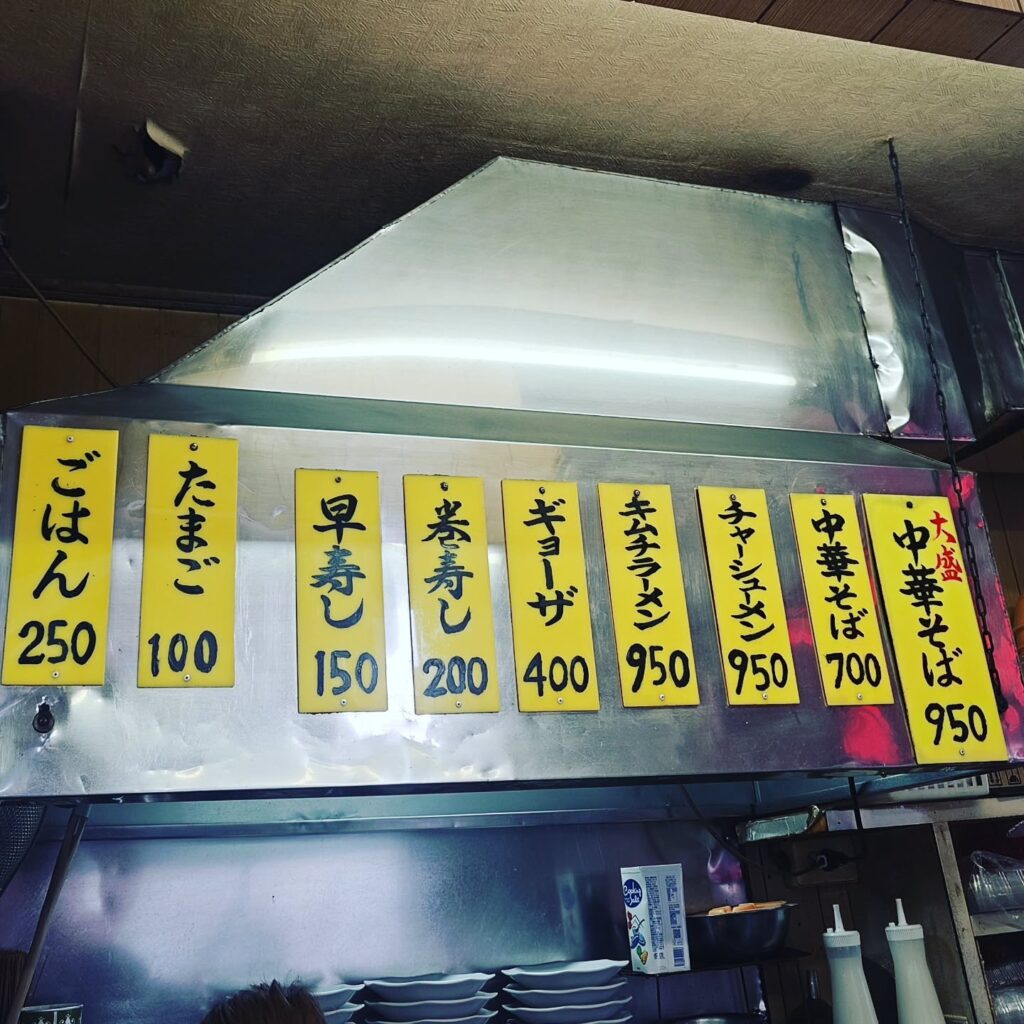 大盛
中華そば
950
中華そば
700
チャーシューメン
950
キムチラーメン
950
ギョーザ
400
巻寿し
200
早寿し
150
たまご
100
ごはん
250